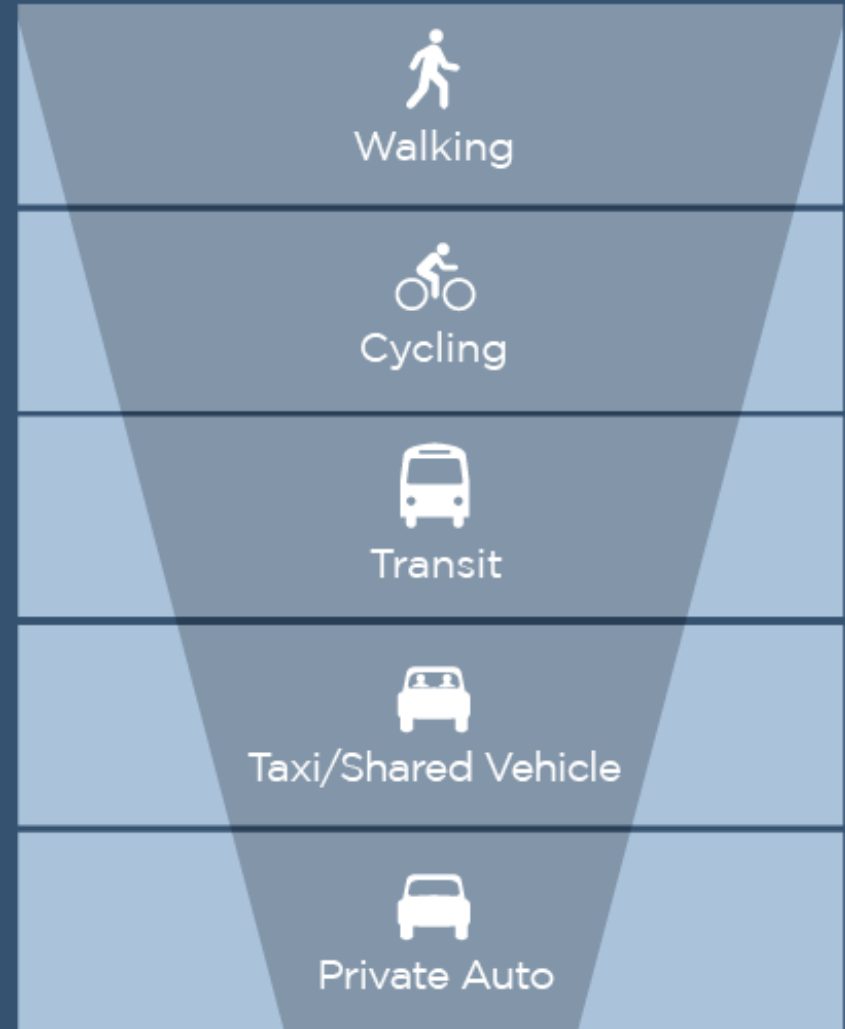 Walking
Cycling
Transit
Taxi/Shared Vehicle
Private Auto